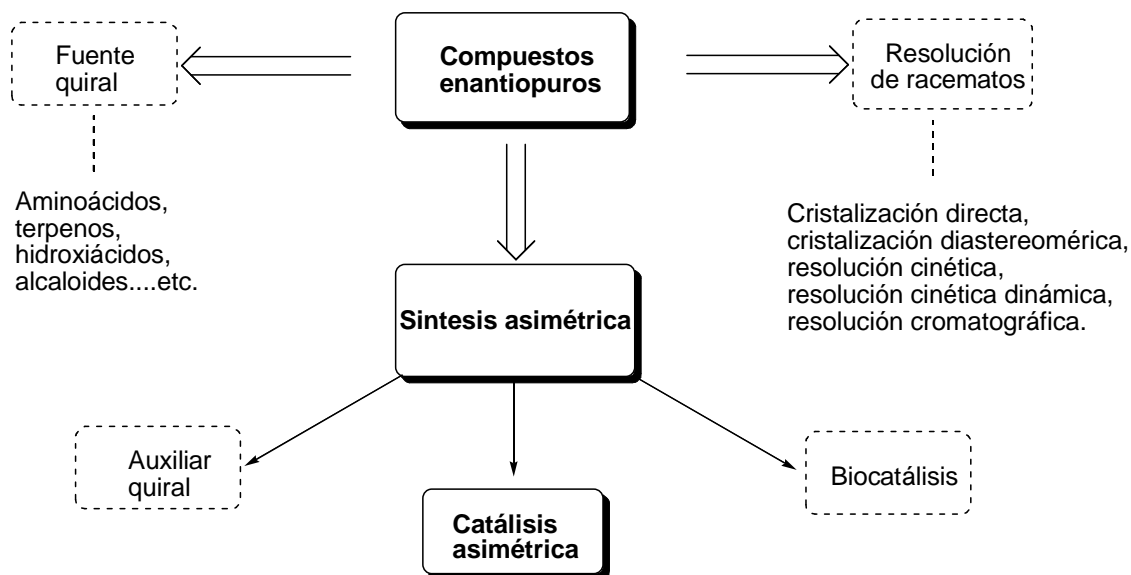 Fuente
quiral
Compuestos
enantiopuros
Resolución
de racematos
Aminoácidos,
terpenos,
hidroxiácidos,
alcaloides....etc.
Cristalización directa,
cristalización diastereomérica,
resolución cinética,
resolución cinética dinámica,
resolución cromatográfica.
Sintesis asimétrica
Auxiliar
quiral
Catálisis
asimétrica
Biocatálisis